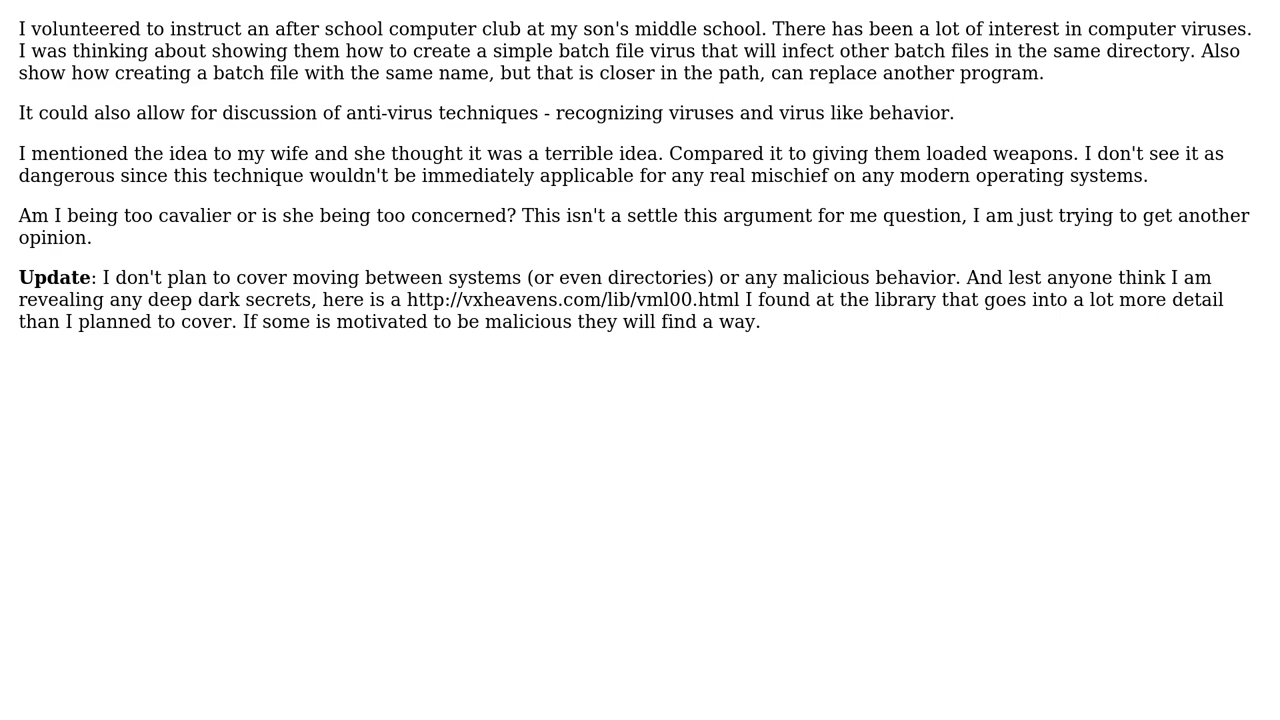 I volunteered to instruct an after school computer club at my son's middle school. There has been a lot of interest in computer viruses.
I was thinking about showing them how to create a simple batch file virus that will infect other batch files in the same directory. Also
show how creating a batch file with the same name, but that is closer in the path, can replace another program.
It could also allow for discussion of anti-virus techniques - recognizing viruses and virus like behavior.
I mentioned the idea to my wife and she thought it was a terrible idea. Compared it to giving them loaded weapons. I don't see it as
dangerous since this technique wouldn't be immediately applicable for any real mischief on any modern operating systems.
Am I being too cavalier or is she being too concerned? This isn't a settle this argument for me question, I am just trying to get another
opinion.
Update: I don't plan to cover moving between systems (or even directories) or any malicious behavior. And lest anyone think I am
revealing any deep dark secrets, here is a http://vxheavens.com/lib/vml00.html I found at the library that goes into a lot more detail
than I planned to cover. If some is motivated to be malicious they will find a way.